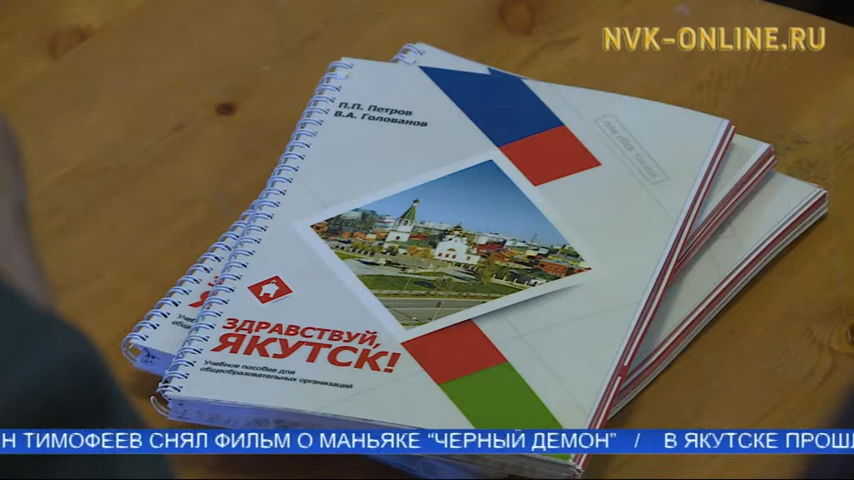 NVK-ONLINE.RU
П.П. Петров
В.А. Голованов
ЗДРАВСТВУЙ,
ЯКУТСК!
Учебное пособие для
общеобразовательных организаций
Н ТИМОФЕЕВ СНЯЛ ФИЛЬМ О МАНЬЯКЕ “ЧЕРНЫЙ ДЕМОН” / В ЯКУТСКЕ ПРОШЛ